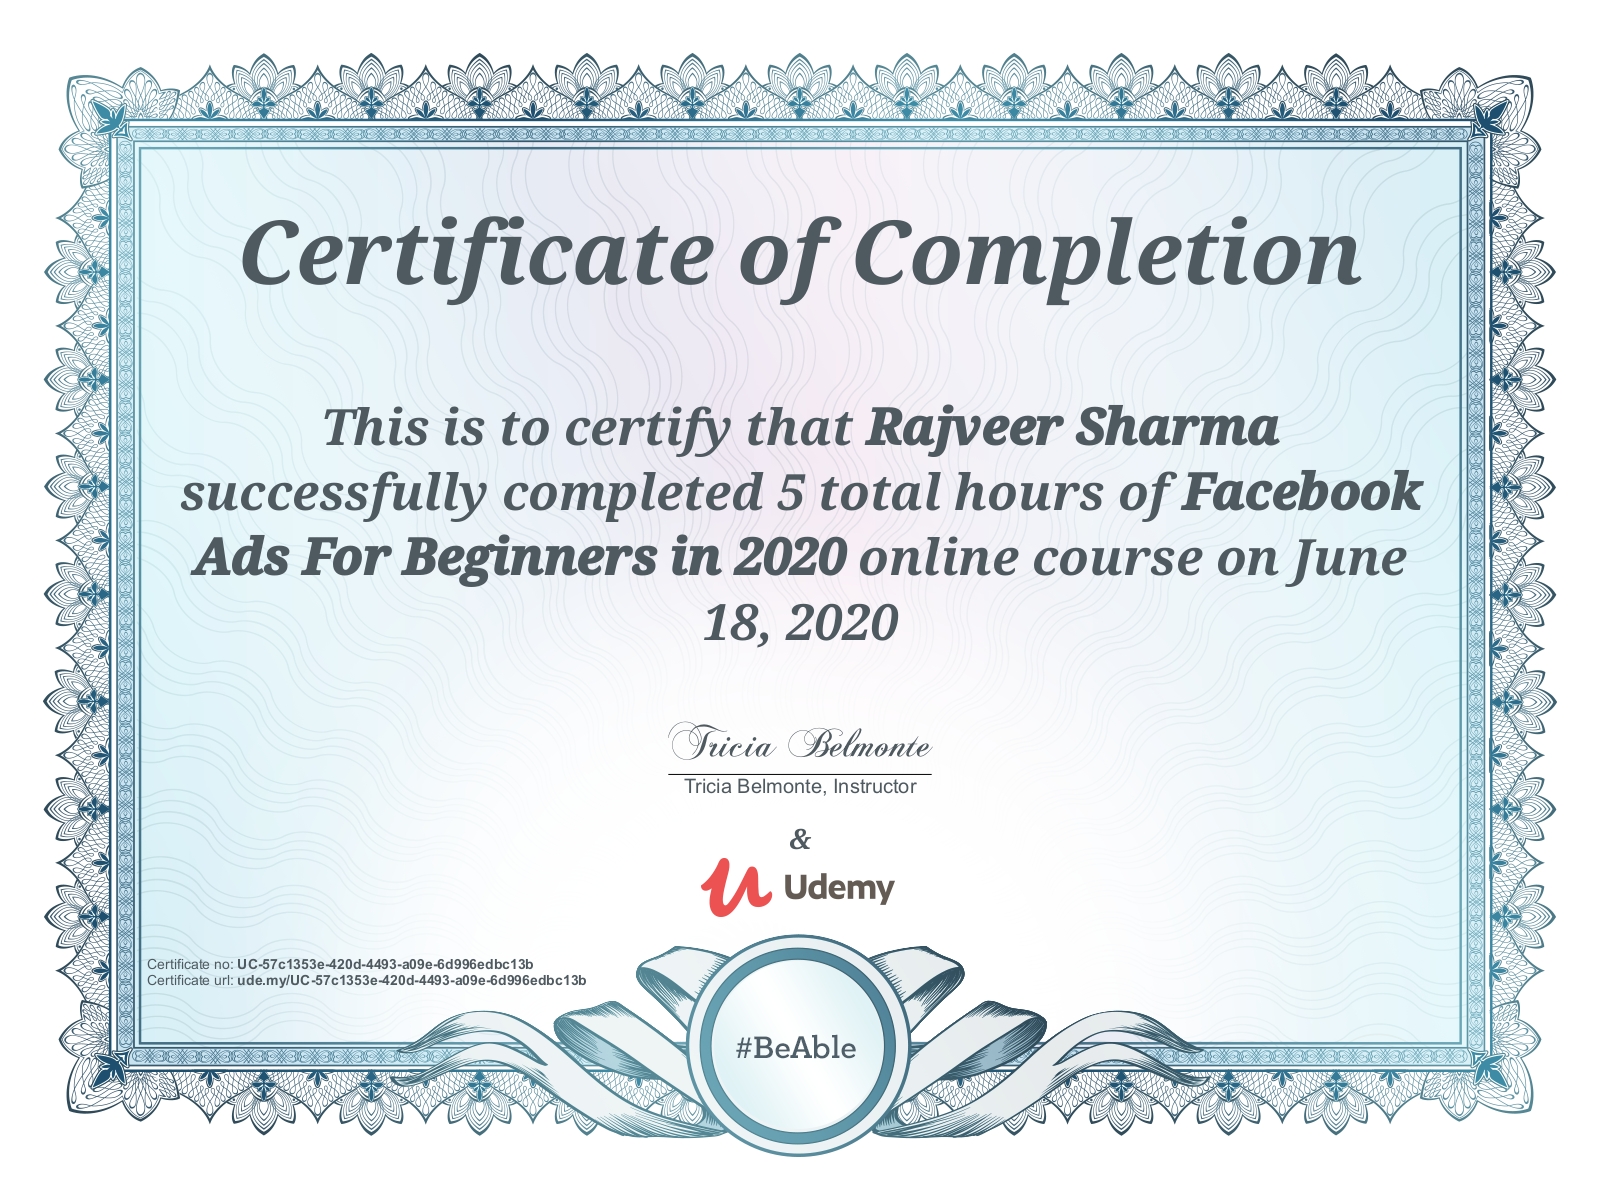 Certificate of Completion
This is to certify that Rajveer Sharma
successfully completed 5 total hours of Facebook
Ads For Beginners in 2020 online course on June
18, 2020
Tricia Belmonte
Tricia Belmonte, Instructor
&
Udemy
Certificate no: UC-57c1353e-420d-4493-a09e-6d996edbc13b
Certificate url: ude.my/UC-57c1353e-420d-4493-a09e-6d996edbc13b
#BeAble